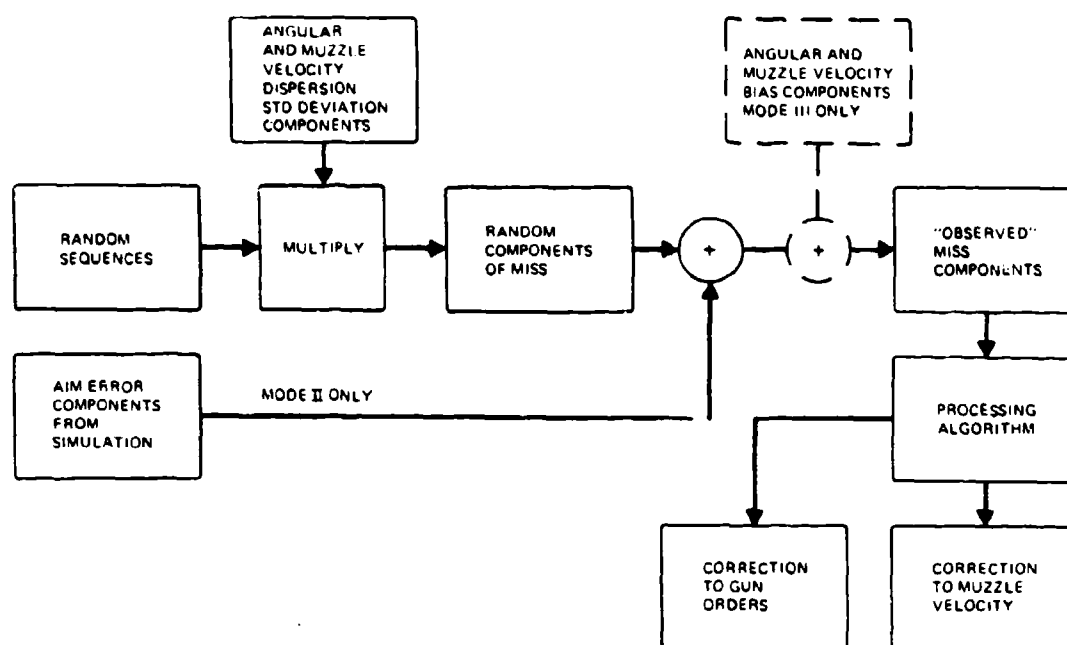 ANGULAR
AND MUZZLE
VELOCITY
DISPERSION
STD DEVIATION
COMPONENTS
ANGULAR AND
MUZZLE VELOCITY
BIAS COMPONENTS
MODE III ONLY
RANDOM
SEQUENCES
MULTIPLY
RANDOM
COMPONENTS
OF MISS
+
+
"OBSERVED"
MISS
COMPONENTS
AIM ERROR
COMPONENTS
FROM
SIMULATION
MODE II ONLY
PROCESSING
ALGORITHM
CORRECTION
TO GUN
ORDERS
CORRECTION
TO MUZZLE
VELOCITY